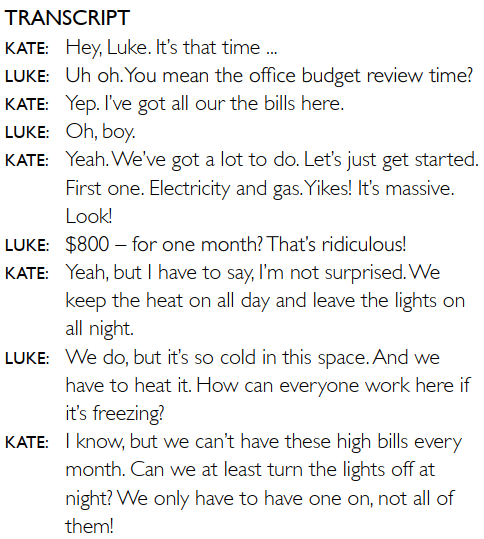 TRANSCRIPT
KATE: Hey, Luke. It's that time ...
LUKE: Uh oh. You mean the office budget review time?
KATE: Yep. I've got all our the bills here.
LUKE: Oh, boy.
KATE: Yeah. We've got a lot to do. Let's just get started.
First one. Electricity and gas. Yikes! It's massive.
Look!
LUKE: $800 – for one month? That's ridiculous!
KATE: Yeah, but I have to say, I'm not surprised. We
keep the heat on all day and leave the lights on
all night.
LUKE: We do, but it's so cold in this space. And we
have to heat it. How can everyone work here if
it's freezing?
KATE: I know, but we can't have these high bills every
month. Can we at least turn the lights off at
night? We only have to have one on, not all of
them!